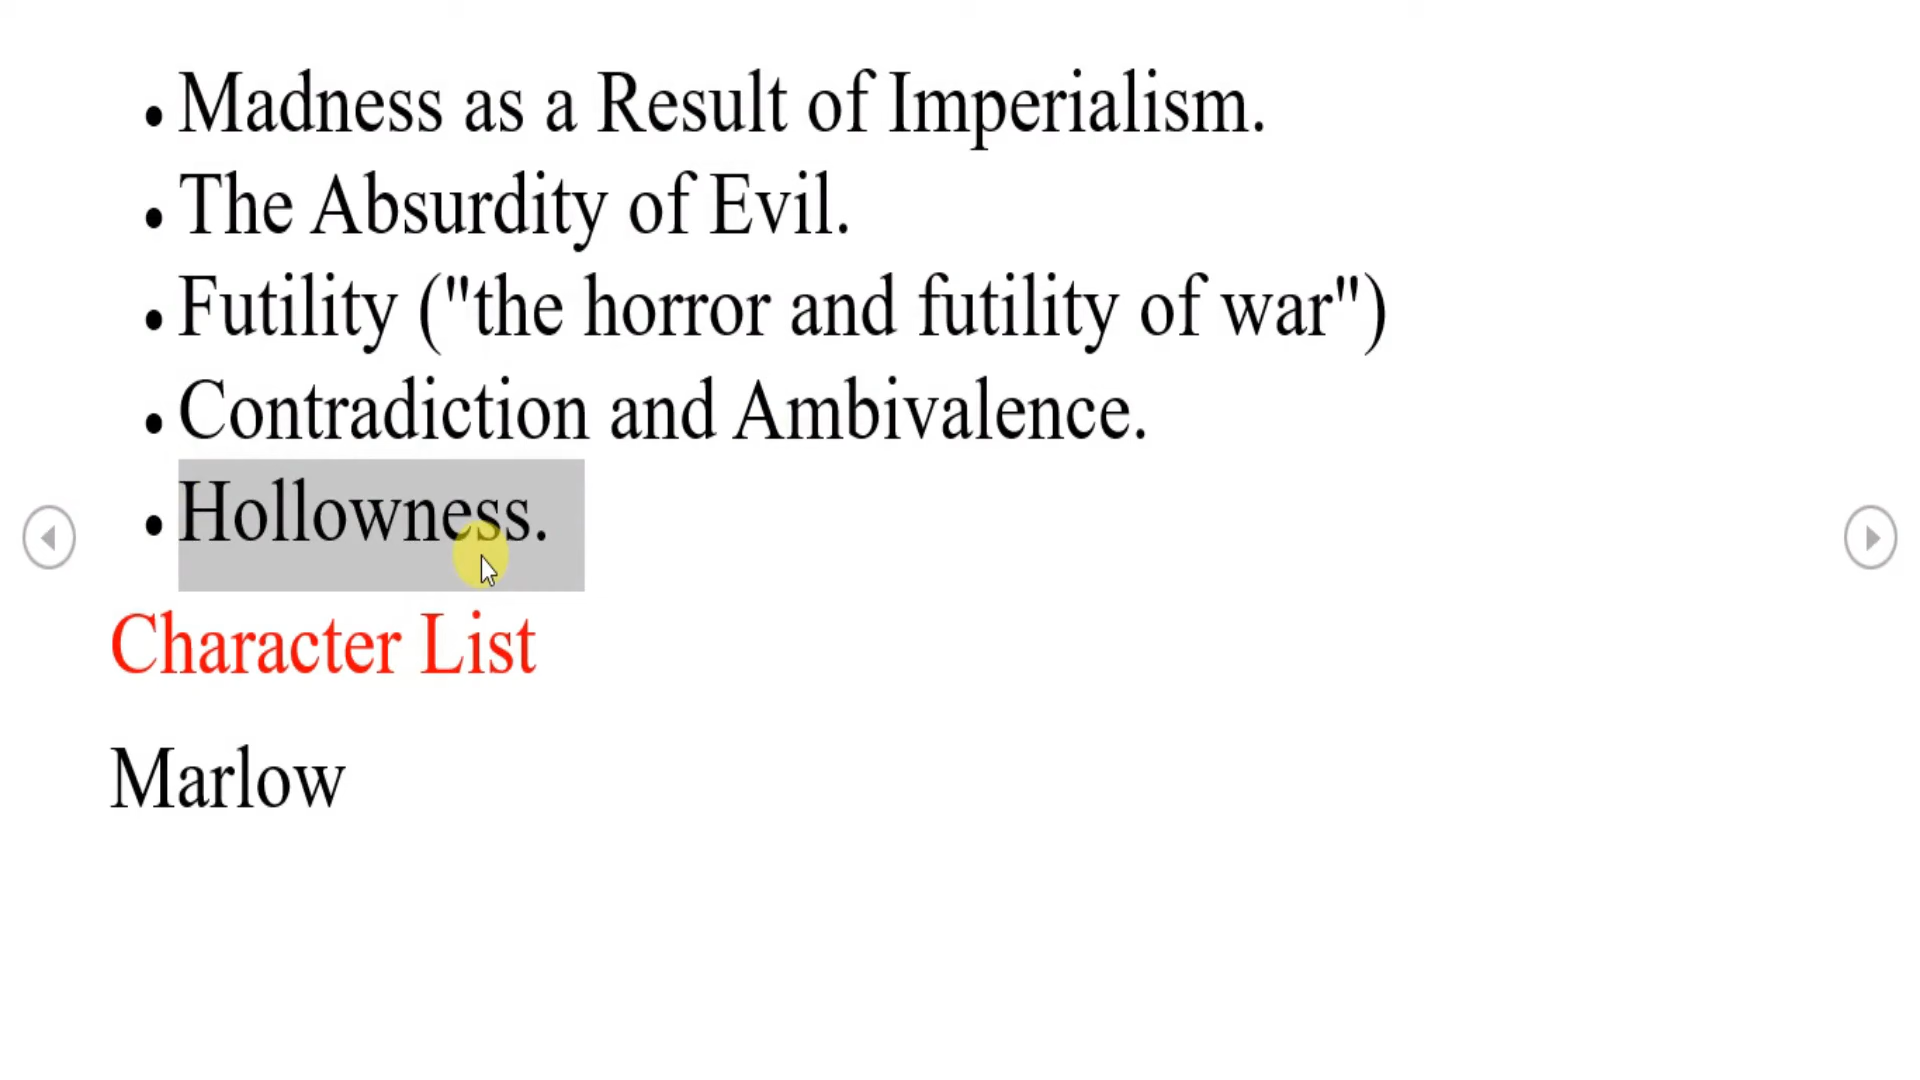 • Madness as a Result of Imperialism.
• The Absurdity of Evil.
• Futility ("the horror and futility of war")
• Contradiction and Ambivalence.
• Hollowness.
Character List
Marlow